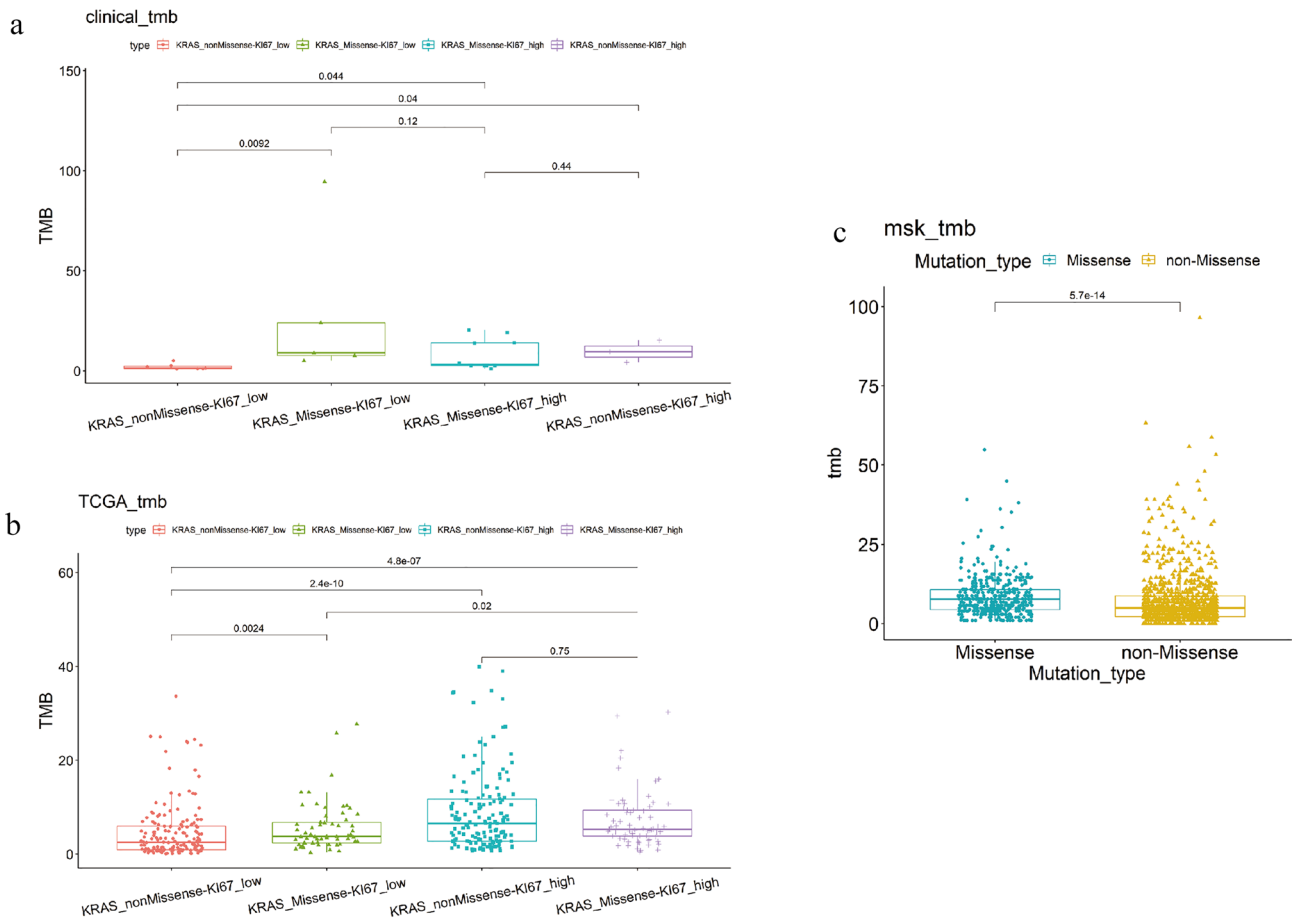 a
clinical_tmb
type KRAS_nonMissense-KI67_low KRAS_Missense-KI67_low KRAS_Missense-KI67_high KRAS_nonMissense-KI67_high
150
100
50
0
TMB
0.044
0.04
0.12
0.0092
0.44
KRAS_nonMissense-KI67_low
KRAS_Missense-KI67_low
KRAS_Missense-KI67_high
KRAS_nonMissense-KI67_high
b
TCGA_tmb
type KRAS_nonMissense-KI67_low KRAS_Missense-KI67_low KRAS_nonMissense-KI67_high KRAS_Missense-KI67_high
60
40
20
0
TMB
4.8e-07
2.4e-10
0.02
0.0024
0.75
KRAS_nonMissense-KI67_low
KRAS_Missense-KI67_low
KRAS_nonMissense-KI67_high
KRAS_Missense-KI67_high
c
msk_tmb
Mutation_type Missense non-Missense
100
75
50
25
0
tmb
5.7e-14
Missense
non-Missense
Mutation_type